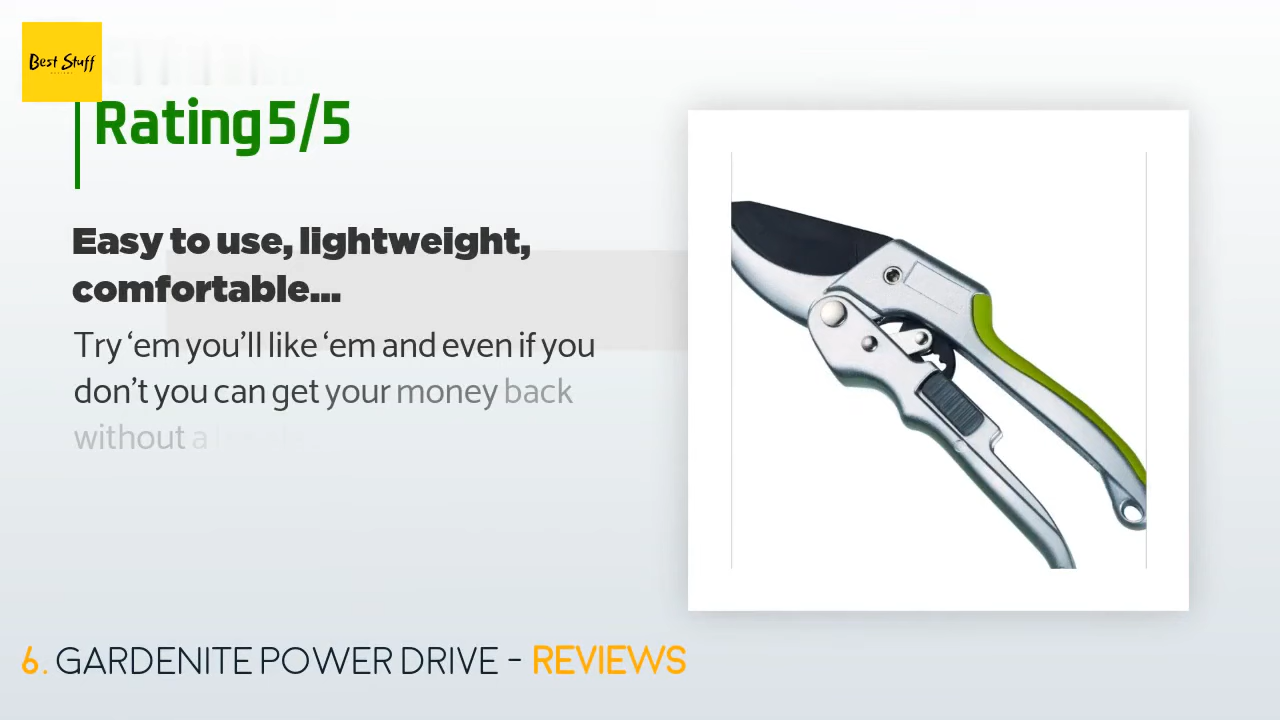 Best Stuff
Rating 5/5
Easy to use, lightweight,
comfortable...
Try ‘em you’ll like ‘em and even if you
don’t you can get your money back
without a
6. GARDENITE POWER DRIVE - REVIEWS